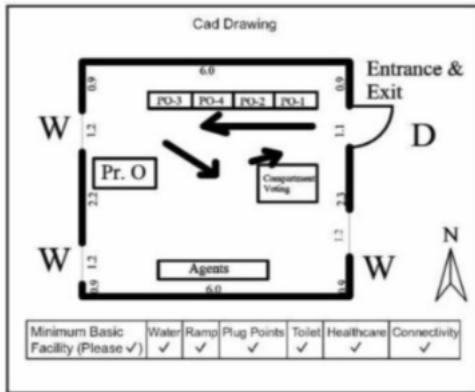 Cad Drawing
6.0
0.9
0.9
Entrance &
Exit
PO-3 PO-4 PO-2 PO-1
W
1.2
1.1
D
Pr. O
Compartment
Voting
2.2
2.3
N
W
1.2
1.2
W
Agents
0.9
6.0
0.9
Minimum Basic Water Ramp Plug Points Toilet Healthcare Connectivity
Facility (Please ✓) ✓ ✓ ✓ ✓ ✓ ✓